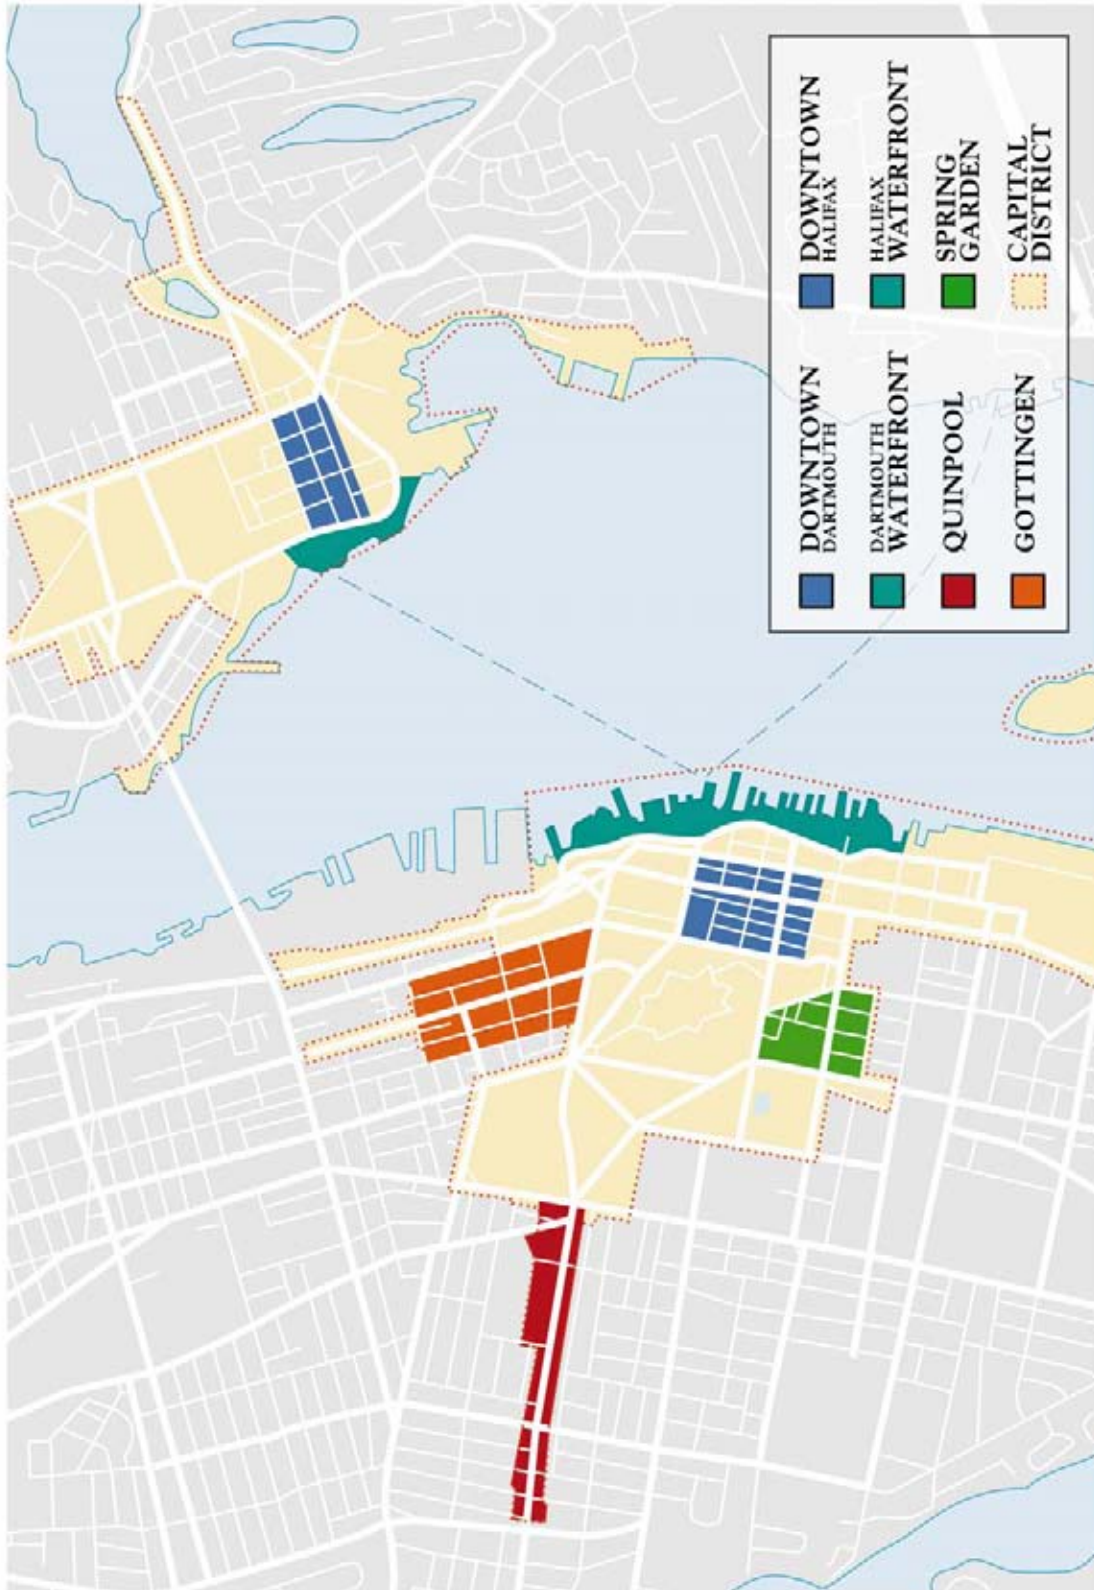 DOWNTOWN
DARTMOUTH
DARTMOUTH
WATERFRONT
QUINPOOL
GOTTINGEN
DOWNTOWN
HALIFAX
HALIFAX
WATERFRONT
SPRING
GARDEN
CAPITAL
DISTRICT